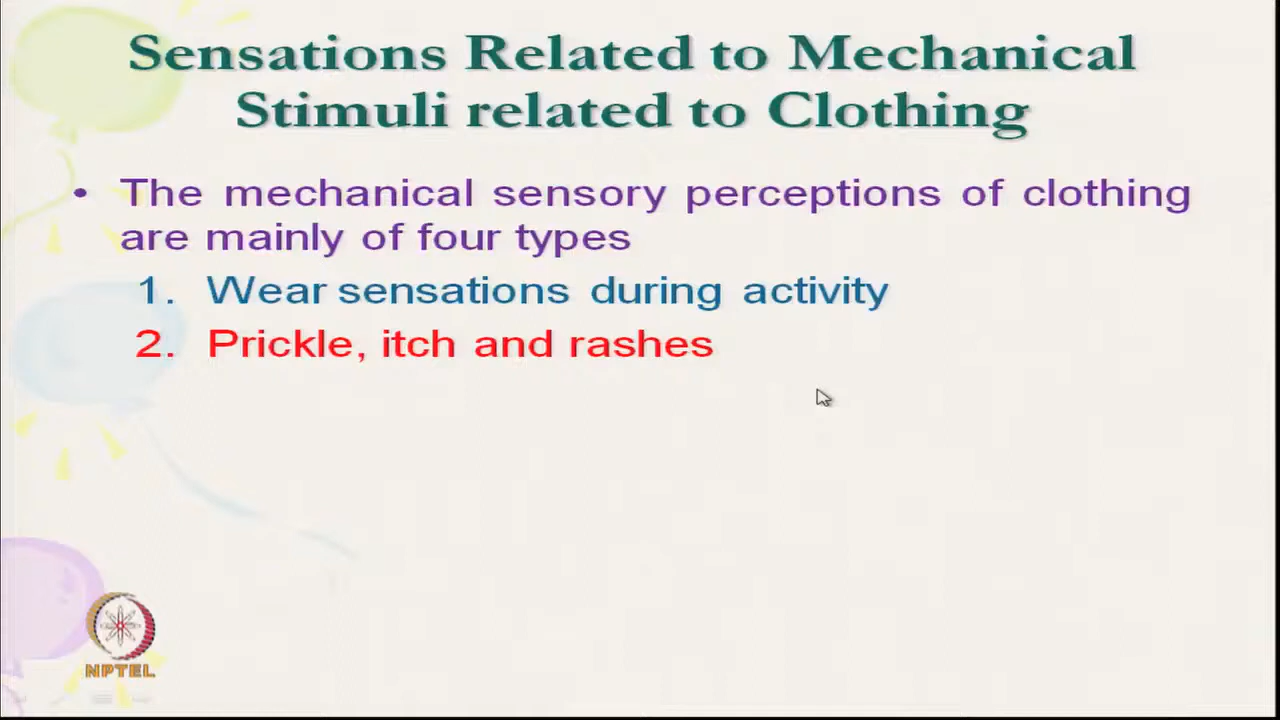 Sensations Related to Mechanical
Stimuli related to Clothing
• The mechanical sensory perceptions of clothing
are mainly of four types
1. Wear sensations during activity
2. Prickle, itch and rashes
NPTEL